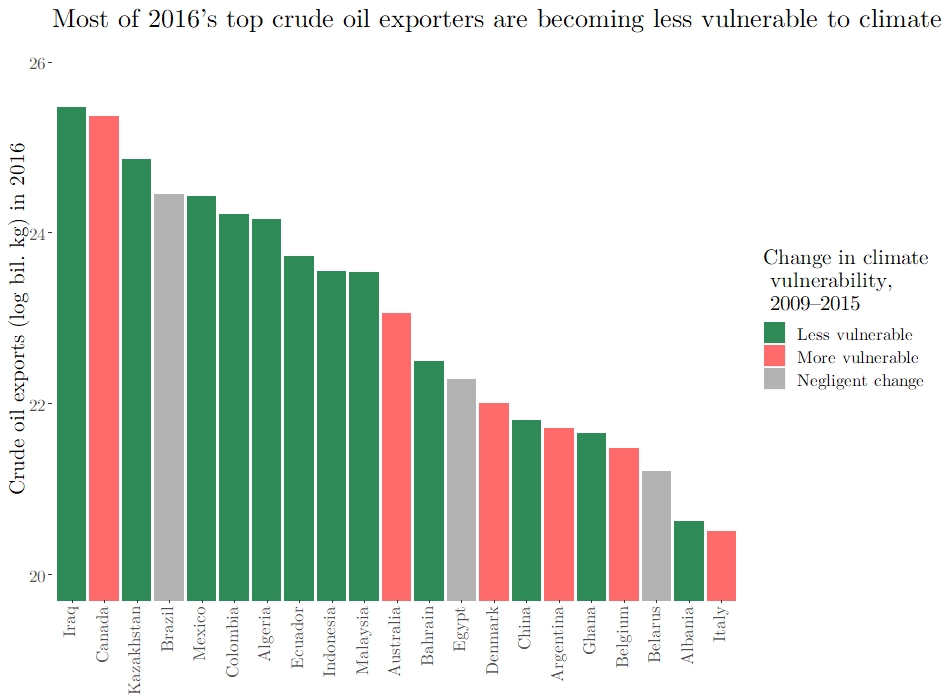 Most of 2016's top crude oil exporters are becoming less vulnerable to climate
Crude oil exports (log bil. kg) in 2016
26
24
22
20
Iraq
Canada
Kazakhstan
Brazil
Mexico
Colombia
Algeria
Ecuador
Indonesia
Malaysia
Australia
Bahrain
Egypt
Denmark
China
Argentina
Ghana
Belgium
Belarus
Albania
Italy
Change in climate
vulnerability,
2009–2015
Less vulnerable
More vulnerable
Negligent change